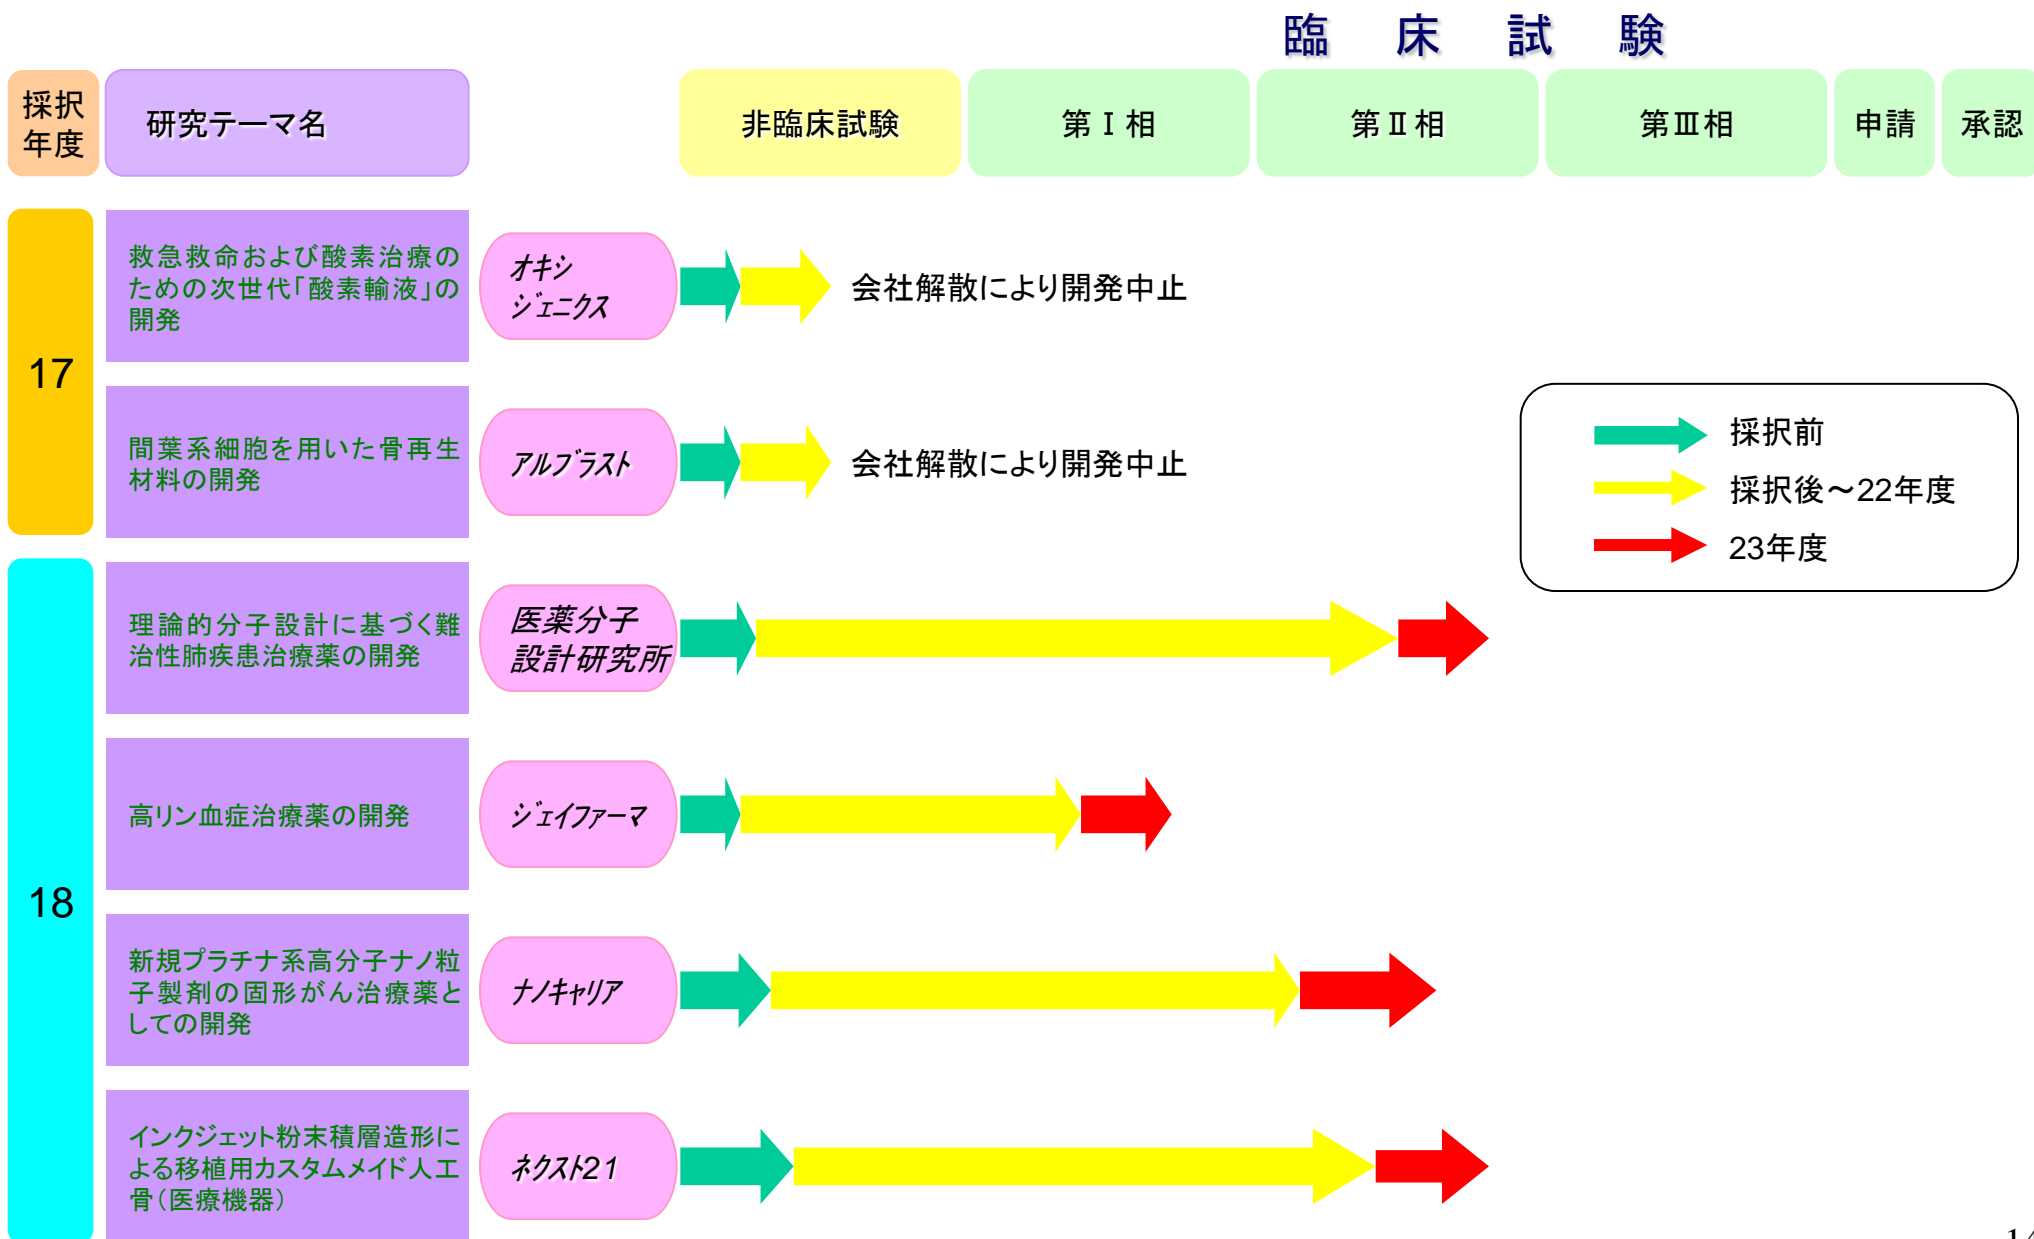 臨床試験
採択
年度
研究テーマ名
非臨床試験
第Ⅰ相
第Ⅱ相
第Ⅲ相
申請
承認
17
救急救命および酸素治療の
ための次世代「酸素輸液」の
開発
ｵｷｼ
ｼﾞｪﾆｸｽ
会社解散により開発中止
間葉系細胞を用いた骨再生
材料の開発
ｱﾙﾌﾞﾗｽﾄ
会社解散により開発中止
採択前
採択後～22年度
23年度
18
理論的分子設計に基づく難
治性肺疾患治療薬の開発
医薬分子
設計研究所
高リン血症治療薬の開発
ｼﾞｪｲﾌｧｰﾏ
新規プラチナ系高分子ナノ粒
子製剤の固形がん治療薬と
しての開発
ﾅﾉｷｬﾘｱ
インクジェット粉末積層造形に
よる移植用カスタムメイド人工
骨（医療機器）
ﾈｸｽﾄ21